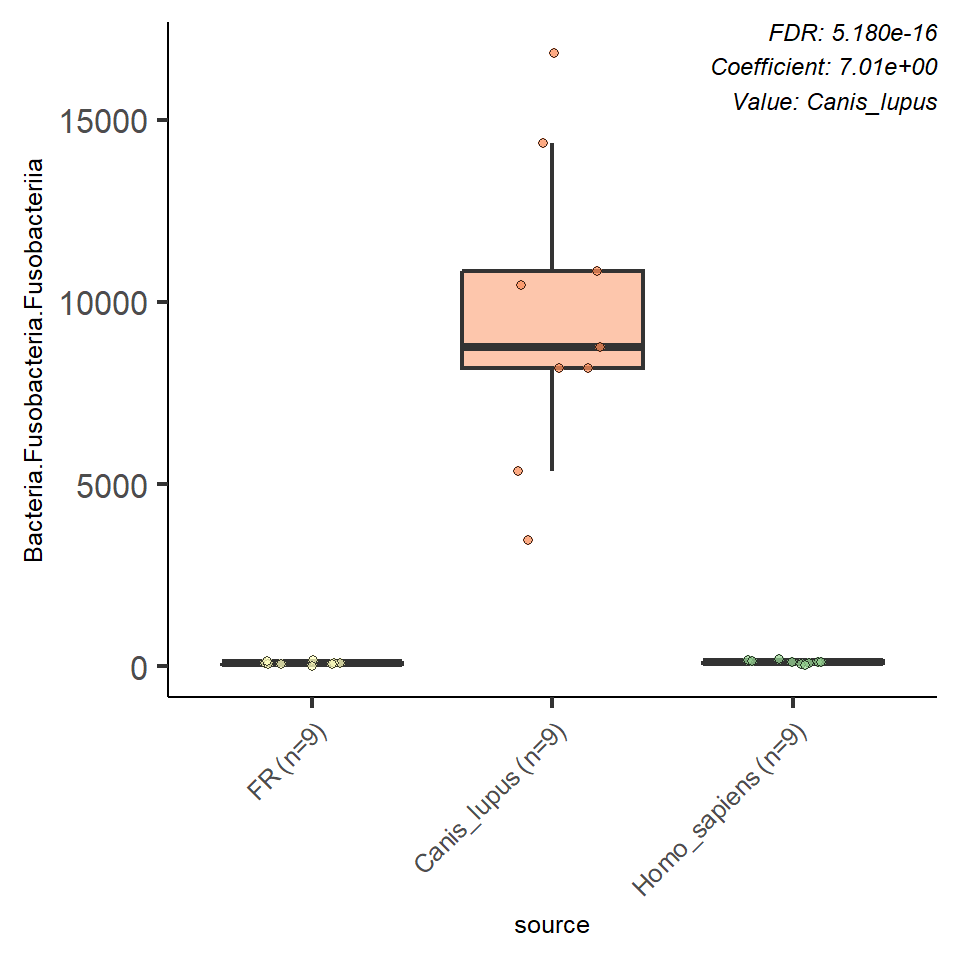 FDR: 5.180e-16
Coefficient: 7.01e+00
Value: Canis_lupus
Bacteria.Fusobacteria.Fusobacteriia
15000
10000
5000
0
FR (n=9)
Canis_lupus (n=9)
Homo_sapiens (n=9)
source